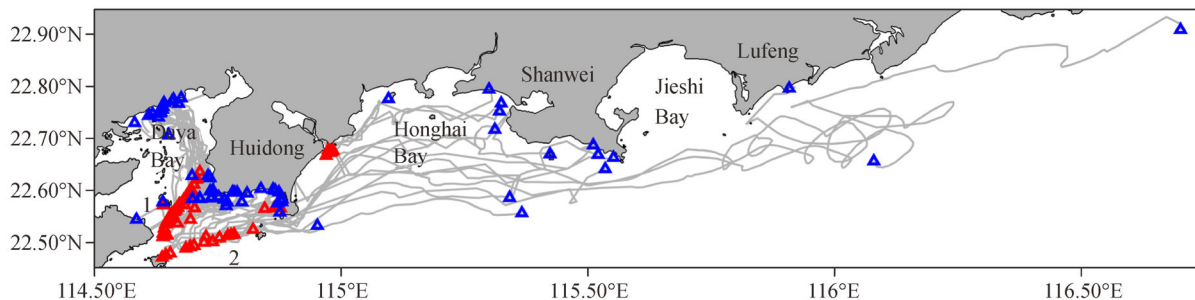 22.90°N
Lufeng
22.80°N
Shanwei
Jieshi
Bay
22.70°N
Daya
Bay
Huidong
Honghai
Bay
22.60°N
1
22.50°N
2
114.50°E
115°E
115.50°E
116°E
116.50°E